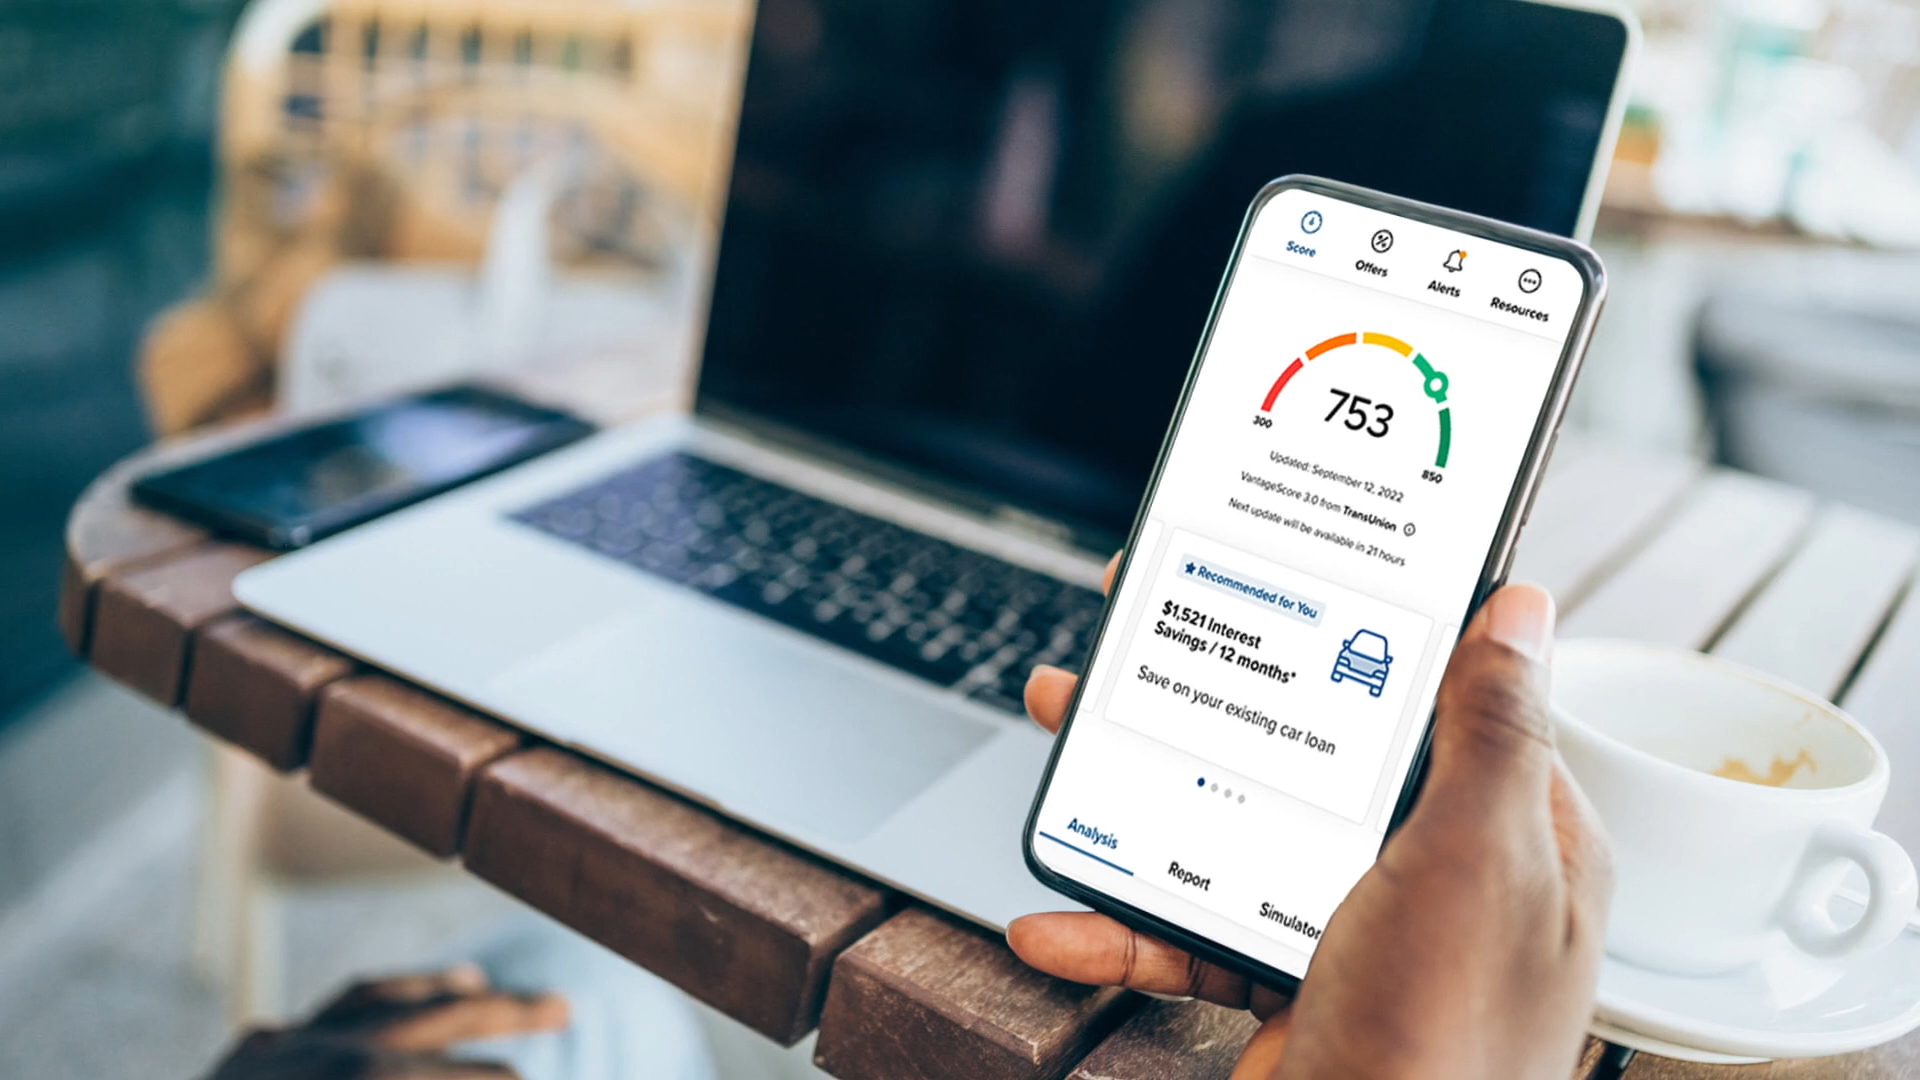 Score
Offers
Alerts
Resources
753
300
850
Updated: September 12, 2022
VantageScore 3.0 from TransUnion
Next update will be available in 21 hours
Recommended for You
$1,521 Interest
Savings / 12 months*
Save on your existing car loan
Analysis
Report
Simulator